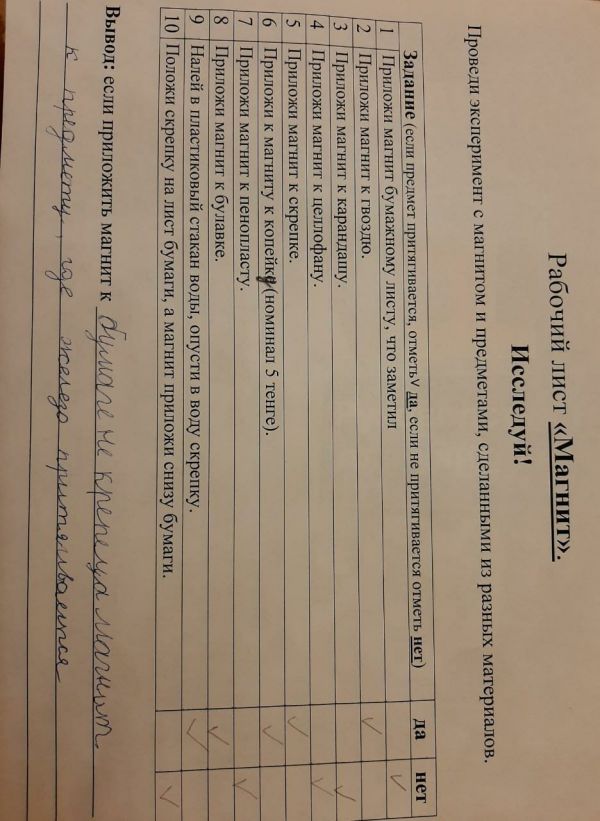 Рабочий лист «Магнит».
Исследуй!
Проведи эксперимент с магнитом и предметами, сделанными из разных материалов.
Задание (если предмет притягивается, отметь√ да, если не притягивается отметь нет) да нет
1 Приложи магнит бумажному листу, что заметил ✓
2 Приложи магнит к гвоздю. ✓
3 Приложи магнит к карандашу. ✓
4 Приложи магнит к целлофану. ✓
5 Приложи магнит к скрепке. ✓
6 Приложи к магниту к копейке(номинал 5 тенге). ✓
7 Приложи магнит к пенопласту. ✓
8 Приложи магнит к булавке. ✓
9 Налей в пластиковый стакан воды, опусти в воду скрепку. ✓
10 Положи скрепку на лист бумаги, а магнит приложи снизу бумаги. ✓
Вывод: если приложить магнит к бумаге не крепеца магнит
к предмету, где железо притягивается